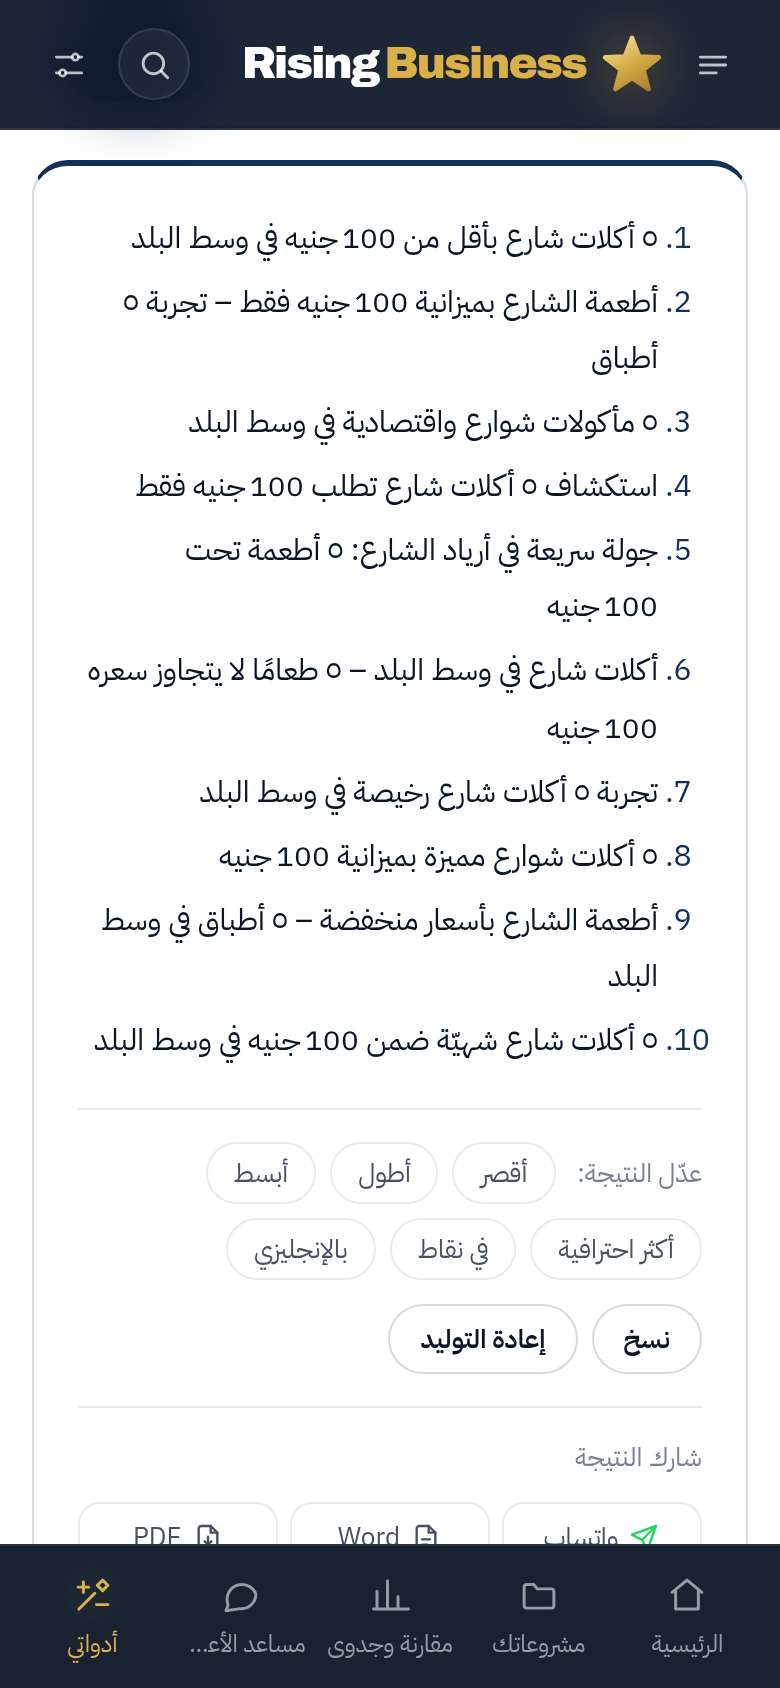 Rising Business
1. ٥ أكلات شارع بأقل من 100 جنيه في وسط البلد
2. أطعمة الشارع بميزانية 100 جنيه فقط – تجربة ٥
أطباق
3. ٥ مأكولات شوارع واقتصادية في وسط البلد
4. استكشاف ٥ أكلات شارع تطلب 100 جنيه فقط
5. جولة سريعة في أرياد الشارع: ٥ أطعمة تحت
100 جنيه
6. أكلات شارع في وسط البلد – ٥ طعامًا لا يتجاوز سعره
100 جنيه
7. تجربة ٥ أكلات شارع رخيصة في وسط البلد
8. ٥ أكلات شوارع مميزة بميزانية 100 جنيه
9. أطعمة الشارع بأسعار منخفضة – ٥ أطباق في وسط
البلد
10. ٥ أكلات شارع شهيّة ضمن 100 جنيه في وسط البلد
عدّل النتيجة: أقصر أطول أبسط
أكثر احترافية في نقاط بالإنجليزي
نسخ إعادة التوليد
شارك النتيجة
واتساب Word PDF
الرئيسية مشروعاتك مقارنة وجدوى مساعد الأعـ... أدواتي